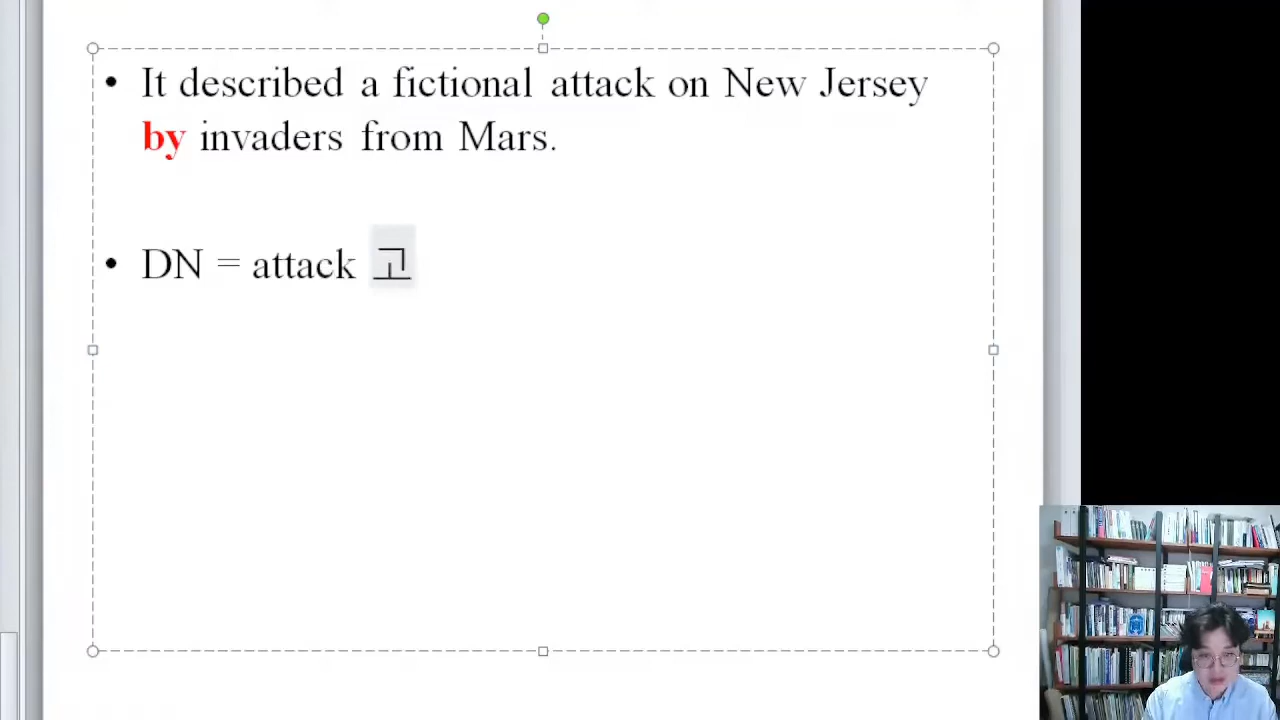 • It described a fictional attack on New Jersey
by invaders from Mars.
• DN = attack 고